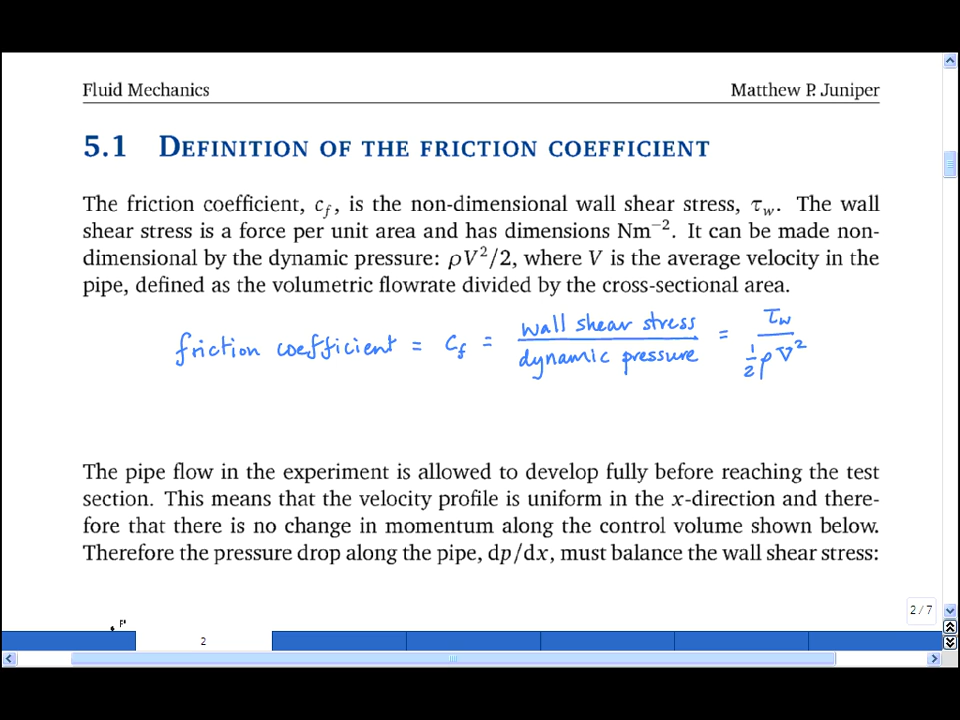 Fluid Mechanics Matthew P. Juniper
5.1 DEFINITION OF THE FRICTION COEFFICIENT
The friction coefficient, c_f, is the non-dimensional wall shear stress, τ_w. The wall
shear stress is a force per unit area and has dimensions Nm⁻². It can be made non-
dimensional by the dynamic pressure: ρV²/2, where V is the average velocity in the
pipe, defined as the volumetric flowrate divided by the cross-sectional area.
friction coefficient = c_f = wall shear stress / dynamic pressure = τ_w / ½ρV²
The pipe flow in the experiment is allowed to develop fully before reaching the test
section. This means that the velocity profile is uniform in the x-direction and there-
fore that there is no change in momentum along the control volume shown below.
Therefore the pressure drop along the pipe, dp/dx, must balance the wall shear stress:
2 / 7
2